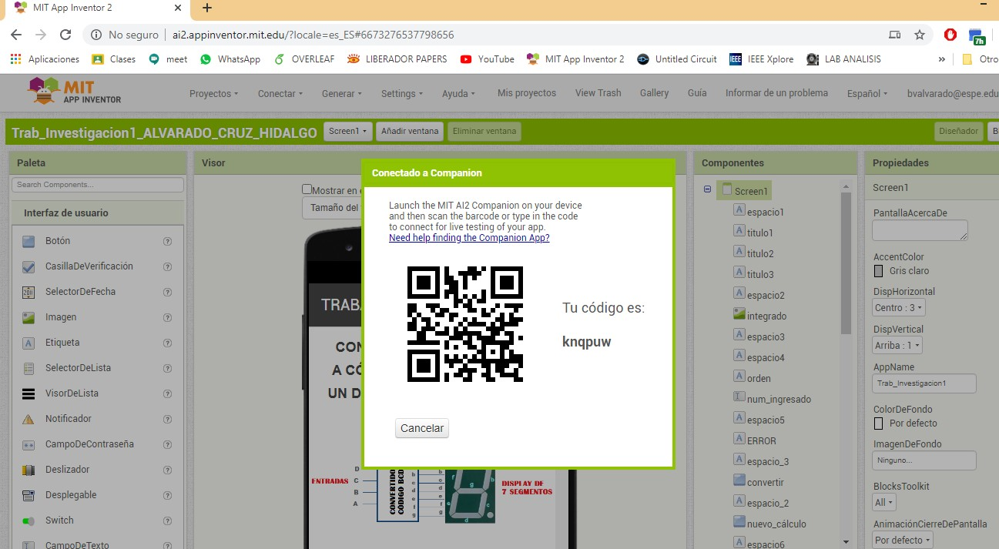 MIT App Inventor 2
No seguro
ai2.appinventor.mit.edu/?locale=es_ES#6673276537798656
7h
Aplicaciones
Clases
meet
WhatsApp
OVERLEAF
LIBERADOR PAPERS
YouTube
MIT App Inventor 2
Untitled Circuit
IEEE
IEEE Xplore
LAB ANALISIS
»
Otro
MIT
APP INVENTOR
Proyectos
Conectar
Generar
Settings
Ayuda
Mis proyectos
View Trash
Gallery
Guía
Informar de un problema
Español
bvalvarado@espe.edu
Trab_Investigacion1_ALVARADO_CRUZ_HIDALGO
Screen1
Añadir ventana
Eliminar ventana
Diseñador
B
Paleta
Search Components...
Interfaz de usuario
Botón
CasillaDeVerificación
SelectorDeFecha
Imagen
Etiqueta
SelectorDeLista
VisorDeLista
Notificador
CampoDeContraseña
Deslizador
Desplegable
Switch
CampoDeTexto
Visor
Mostrar en e
Tamaño del
TRABA
CON
A CÓ
UN D
Conectado a Companion
Launch the MIT AI2 Companion on your device
and then scan the barcode or type in the code
to connect for live testing of your app.
Need help finding the Companion App?
Tu código es:
knqpuw
Cancelar
ENTRADAS
D
C
B
A
CONVERTIDO
CÓDIGO BCD
b
c
d
e
f
g
DISPLAY DE
7 SEGMENTOS
Componentes
Screen1
espacio1
titulo1
titulo2
titulo3
espacio2
integrado
espacio3
espacio4
orden
num_ingresado
espacio5
ERROR
espacio_3
convertir
espacio_2
nuevo_cálculo
espacio6
Propiedades
Screen1
PantallaAcercaDe
AccentColor
Gris claro
DispHorizontal
Centro : 3
DispVertical
Arriba : 1
AppName
Trab_Investigacion1
ColorDeFondo
Por defecto
ImagenDeFondo
Ninguno...
BlocksToolkit
All
AnimaciónCierreDePantalla
Por defecto